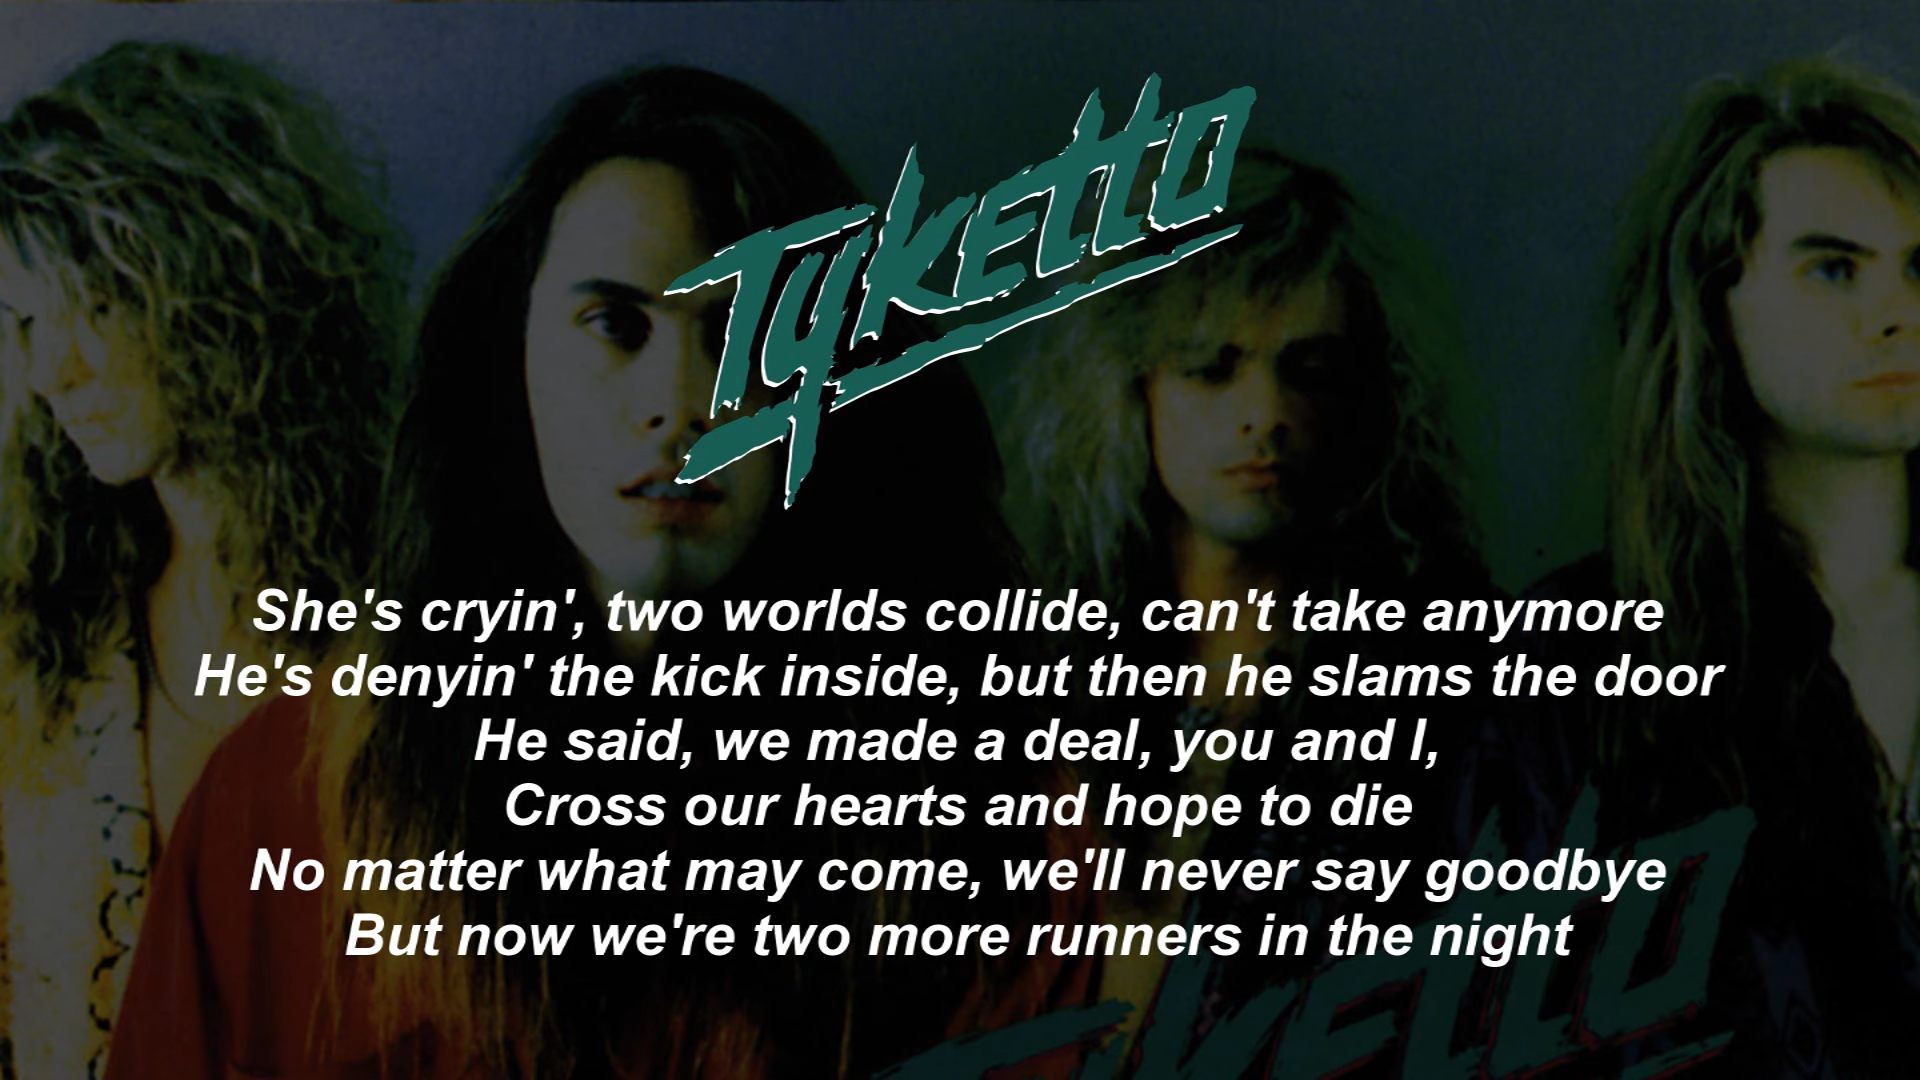 Tyketto
She's cryin', two worlds collide, can't take anymore
He's denyin' the kick inside, but then he slams the door
He said, we made a deal, you and I,
Cross our hearts and hope to die
No matter what may come, we'll never say goodbye
But now we're two more runners in the night
Tyketto